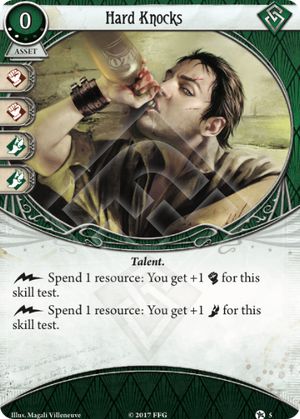 0
Hard Knocks
ASSET
Talent.
Spend 1 resource: You get +1 for this
skill test.
Spend 1 resource: You get +1 for this
skill test.
Illus. Magali Villeneuve © 2017 FFG 5